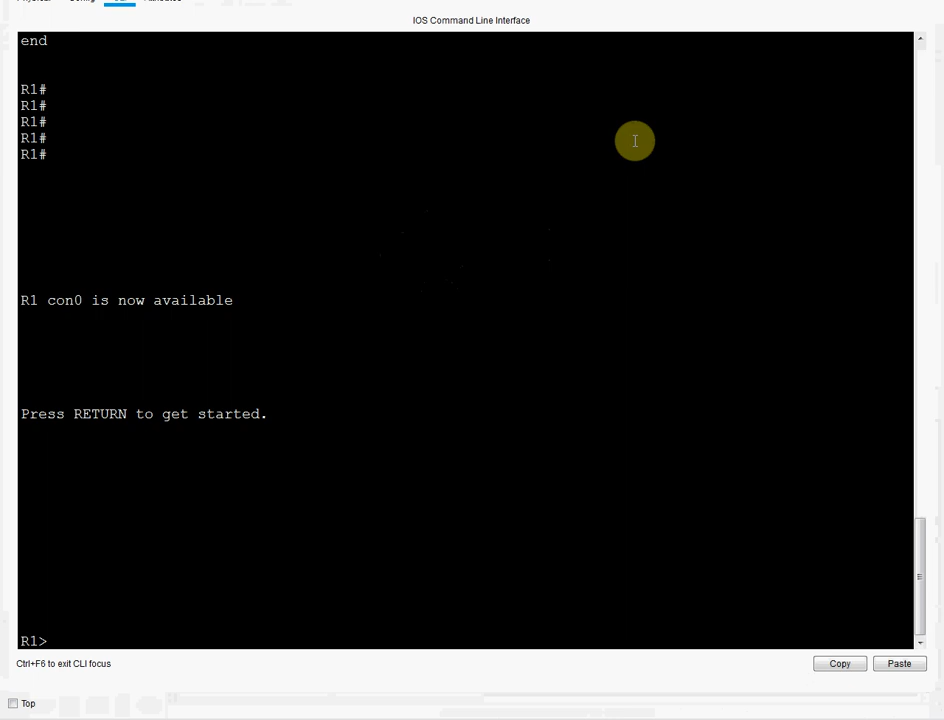 IOS Command Line Interface
end
R1#
R1#
R1#
R1#
R1#
R1 con0 is now available
Press RETURN to get started.
R1>
Ctrl+F6 to exit CLI focus
Copy
Paste
Top